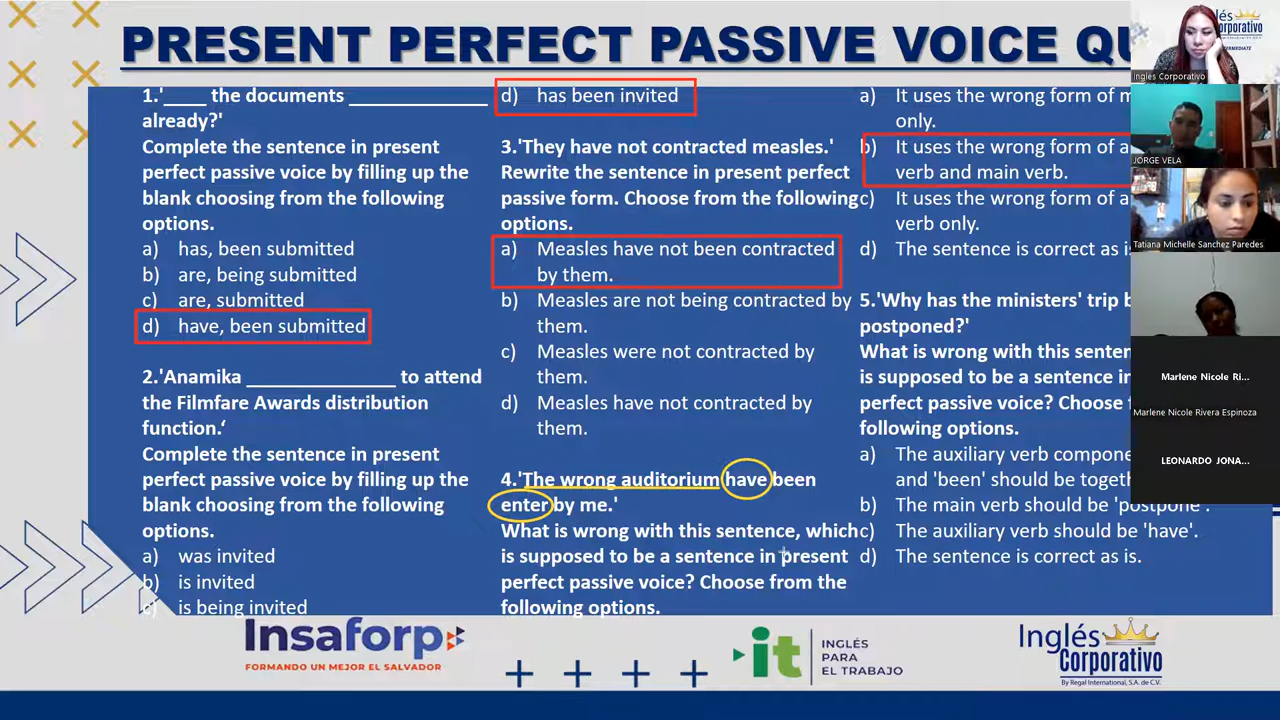 PRESENT PERFECT PASSIVE VOICE
1.'____ the documents ______________
already?'
Complete the sentence in present
perfect passive voice by filling up the
blank choosing from the following
options.
a) has, been submitted
b) are, being submitted
c) are, submitted
d) have, been submitted
2.'Anamika _______________ to attend
the Filmfare Awards distribution
function.‘
Complete the sentence in present
perfect passive voice by filling up the
blank choosing from the following
options.
a) was invited
b) is invited
c) is being invited
d) has been invited
3.'They have not contracted measles.'
Rewrite the sentence in present perfect
passive form. Choose from the following
options.
a) Measles have not been contracted
by them.
b) Measles are not being contracted by
them.
c) Measles were not contracted by
them.
d) Measles have not contracted by
them.
4.'The wrong auditorium have been
enter by me.'
What is wrong with this sentence, which
is supposed to be a sentence in present
perfect passive voice? Choose from the
following options.
a) It uses the wrong form of
only.
b) It uses the wrong form of
verb and main verb.
c) It uses the wrong form of
verb only.
d) The sentence is correct as
5.'Why has the ministers' trip
postponed?'
What is wrong with this
is supposed to be a sentence
perfect passive voice? Choose
following options.
a) The auxiliary verb
and 'been' should be
b) The main verb should be 'postpone'.
c) The auxiliary verb should be 'have'.
d) The sentence is correct as is.
Inglés Corporativo
JORGE VELA
Tatiana Michelle Sanchez Paredes
Marlene Nicole Ri...
Marlene Nicole Rivera Espinoza
LEONARDO JONA...
Insaforp
FORMANDO UN MEJOR EL SALVADOR
it
INGLÉS
PARA
EL TRABAJO
Inglés
Corporativo
By Regal International, S.A. de C.V.